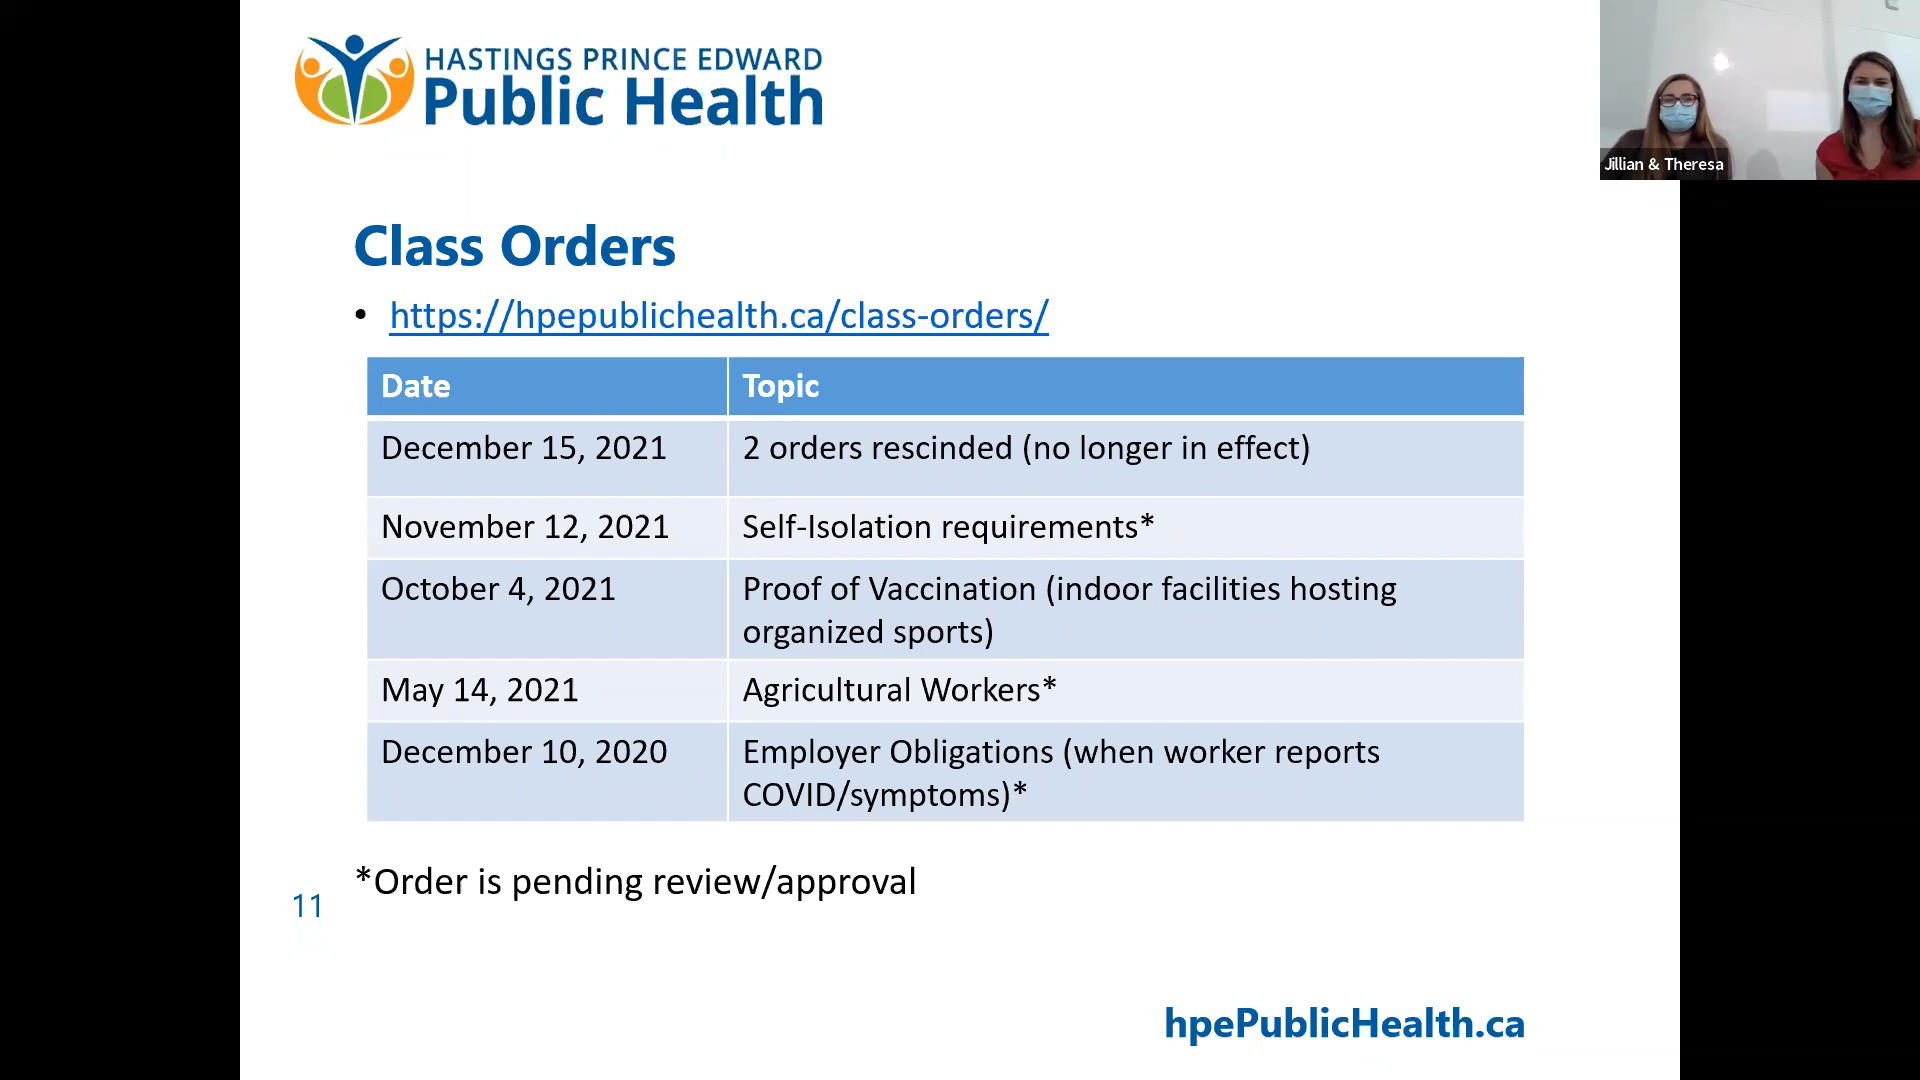 HASTINGS PRINCE EDWARD
Public Health
Jillian & Theresa
Class Orders
• https://hpepublichealth.ca/class-orders/
Date Topic
December 15, 2021 2 orders rescinded (no longer in effect)
November 12, 2021 Self-Isolation requirements*
October 4, 2021 Proof of Vaccination (indoor facilities hosting
organized sports)
May 14, 2021 Agricultural Workers*
December 10, 2020 Employer Obligations (when worker reports
COVID/symptoms)*
*Order is pending review/approval
11
hpePublicHealth.ca